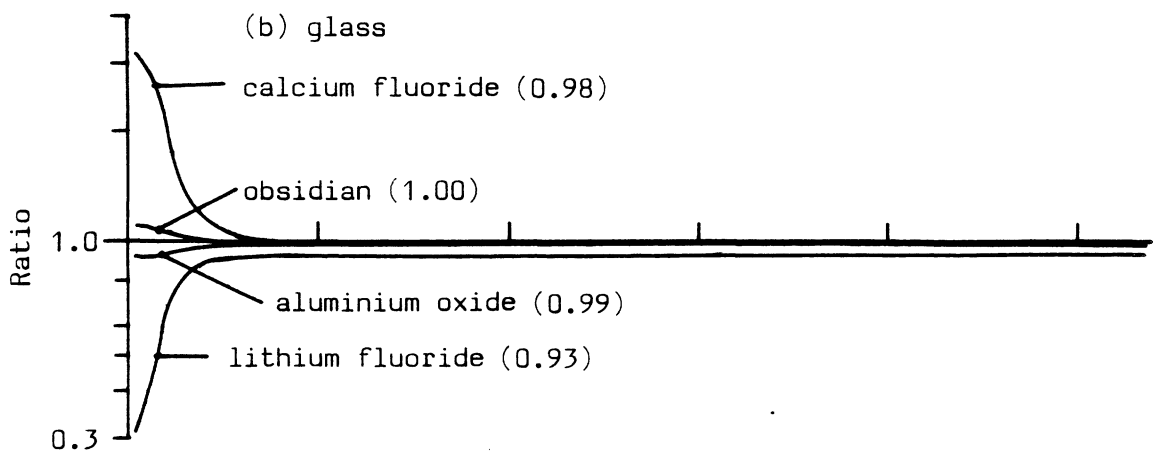 (b) glass
calcium fluoride (0.98)
obsidian (1.00)
Ratio
1.0
aluminium oxide (0.99)
lithium fluoride (0.93)
0.3